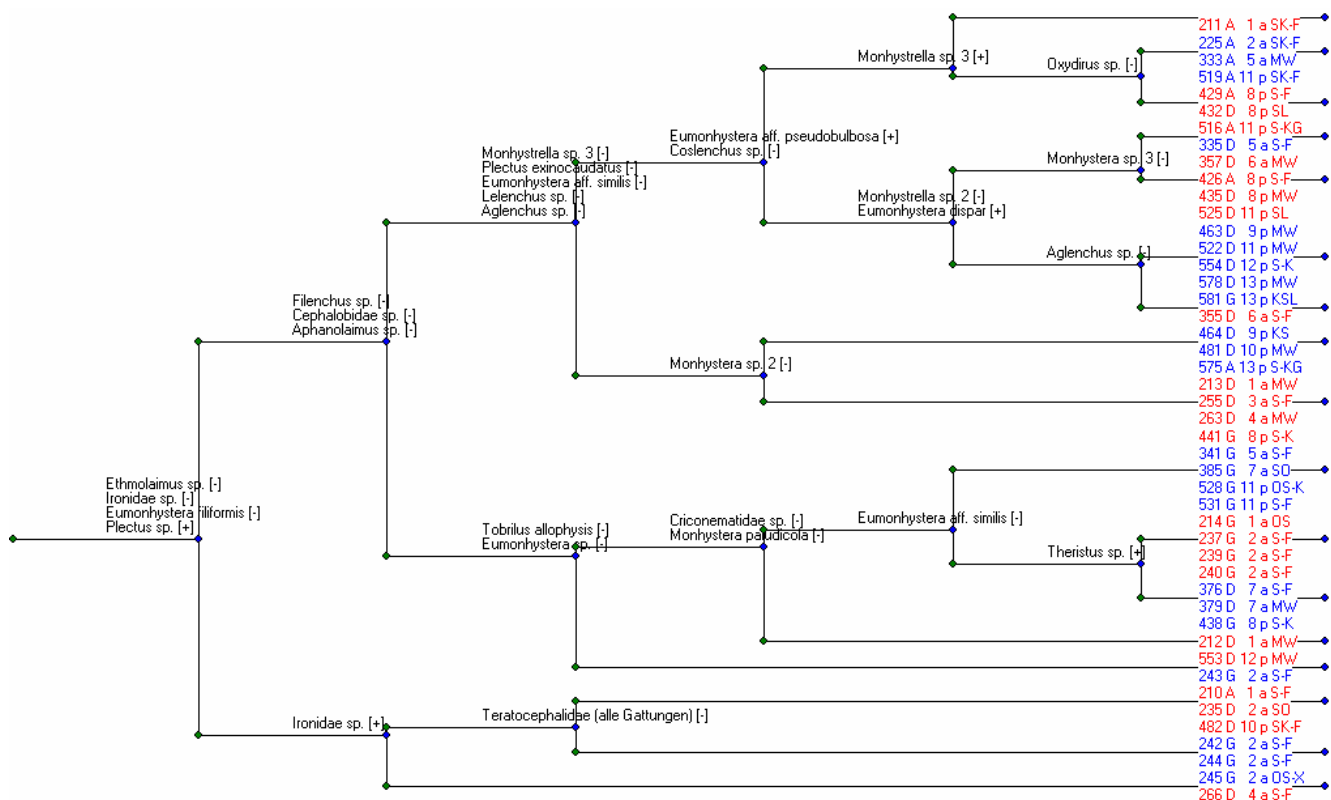 Ethmolaimus sp. [-]
Ironidae sp. [-]
Eumonhystera filiformis [-]
Plectus sp. [+]
Filenchus sp. [-]
Cephalobidae sp. [-]
Aphanolaimus sp. [-]
Ironidae sp. [+]
Monhystrella sp. 3 [-]
Plectus exinocaudatus [-]
Eumonhystera aff. similis [-]
Lelenchus sp. [-]
Aglenchus sp. [-]
Tobrilus allophysis [-]
Eumonhystera sp. [-]
Teratocephalidae (alle Gattungen) [-]
Eumonhystera aff. pseudobulbosa [+]
Coslenchus sp. [-]
Monhystera sp. 2 [-]
Criconematidae sp. [-]
Monhystera paludicola [-]
Monhystrella sp. 3 [+]
Monhystrella sp. 2 [-]
Eumonhystera dispar [+]
Eumonhystera aff. similis [-]
Oxydirus sp. [-]
Monhystera sp. 3 [-]
Aglenchus sp. [-]
Theristus sp. [+]
211 A 1 a SK-F
225 A 2 a SK-F
333 A 5 a MW
519 A 11 p SK-F
429 A 8 p S-F
432 D 8 p SL
516 A 11 p S-KG
335 D 5 a S-F
357 D 6 a MW
426 A 8 p S-F
435 D 8 p MW
525 D 11 p SL
463 D 9 p MW
522 D 11 p MW
554 D 12 p S-K
578 D 13 p MW
581 G 13 p KSL
355 D 6 a S-F
464 D 9 p KS
481 D 10 p MW
575 A 13 p S-KG
213 D 1 a MW
255 D 3 a S-F
263 D 4 a MW
441 G 8 p S-K
341 G 5 a S-F
385 G 7 a SO
528 G 11 p OS-K
531 G 11 p S-F
214 G 1 a OS
237 G 2 a S-F
239 G 2 a S-F
240 G 2 a S-F
376 D 7 a S-F
379 D 7 a MW
438 G 8 p S-K
212 D 1 a MW
553 D 12 p MW
243 G 2 a S-F
210 A 1 a S-F
235 D 2 a SO
482 D 10 p SK-F
242 G 2 a S-F
244 G 2 a S-F
245 G 2 a OS-X
266 D 4 a S-F